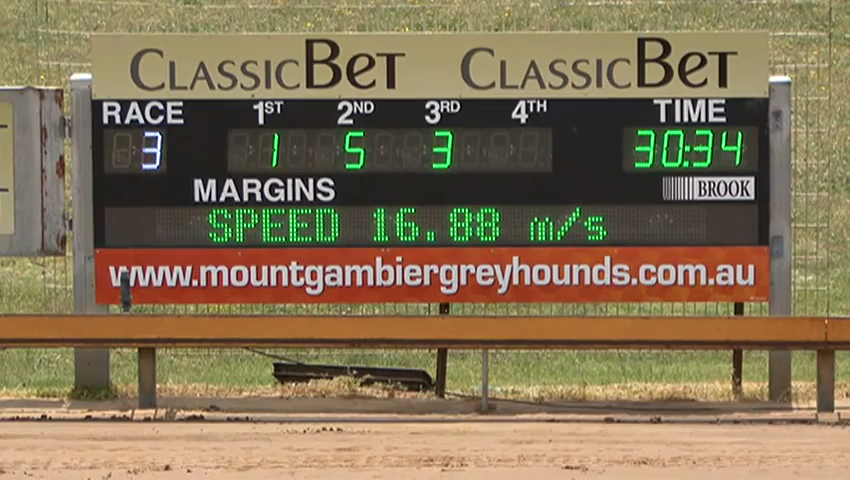 CLASSICBET CLASSICBET
RACE 1ST 2ND 3RD 4TH TIME
3 1 5 3 30:34
MARGINS BROOK
SPEED 16.88 m/s
www.mountgambiergreyhounds.com.au